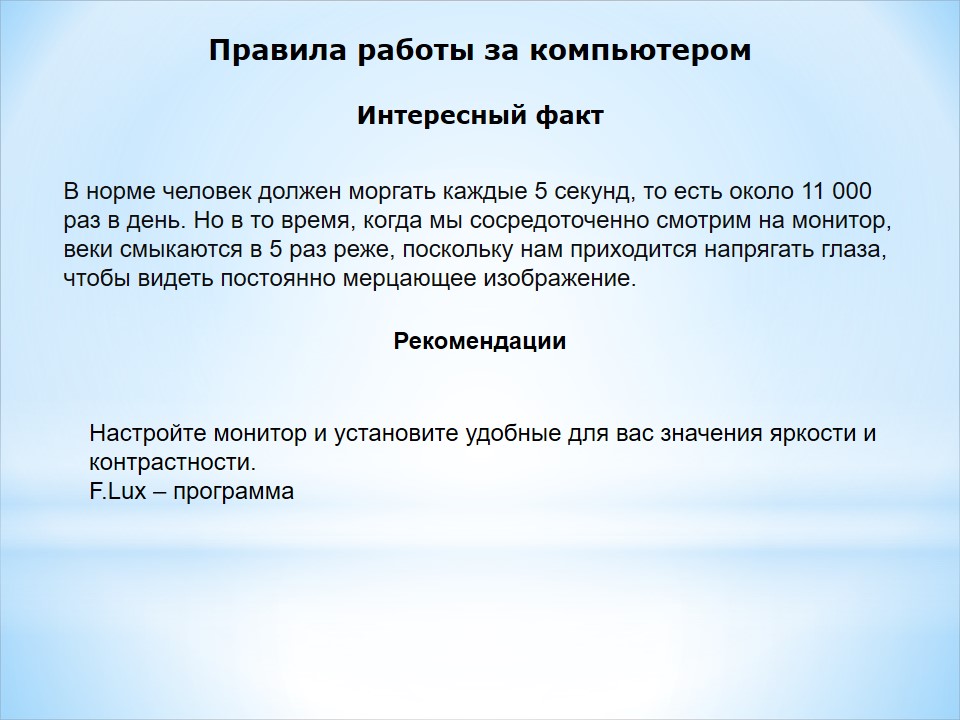 Правила работы за компьютером
Интересный факт
В норме человек должен моргать каждые 5 секунд, то есть около 11 000
раз в день. Но в то время, когда мы сосредоточенно смотрим на монитор,
веки смыкаются в 5 раз реже, поскольку нам приходится напрягать глаза,
чтобы видеть постоянно мерцающее изображение.
Рекомендации
Настройте монитор и установите удобные для вас значения яркости и
контрастности.
F.Lux – программа